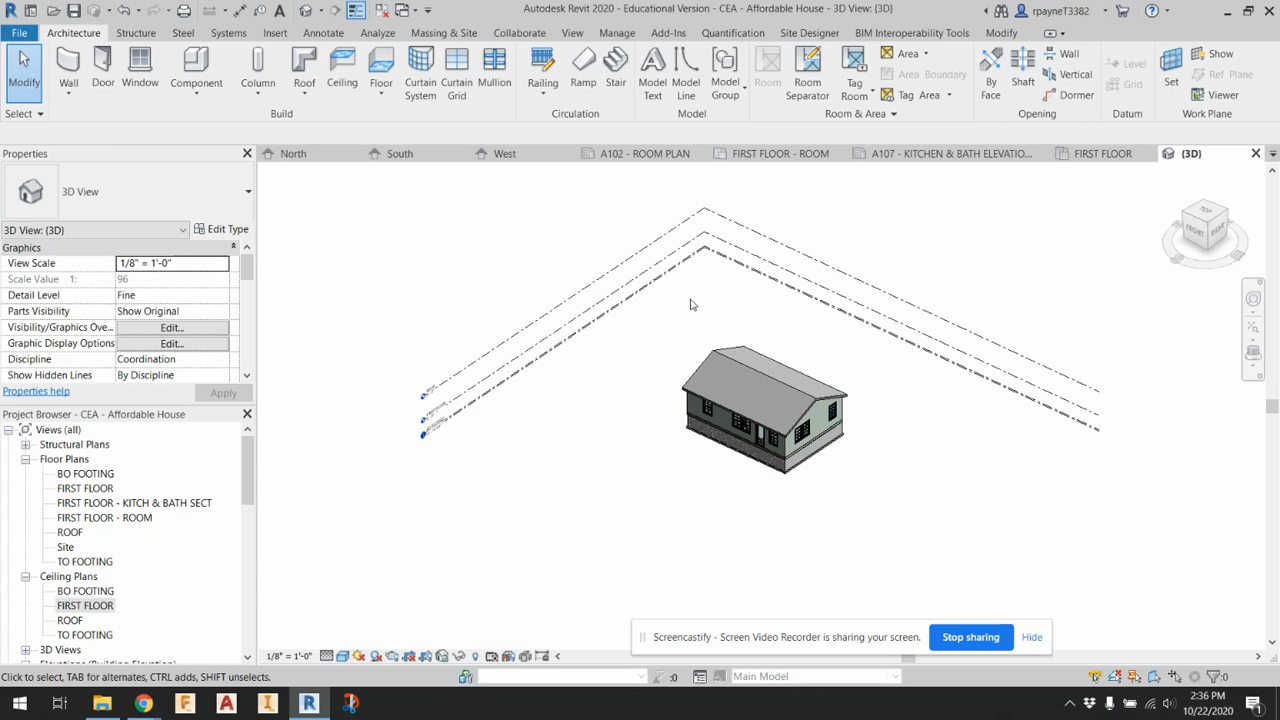 Autodesk Revit 2020 - Educational Version - CEA - Affordable House - 3D View: {3D}
rpayneT3382
File Architecture Structure Steel Systems Insert Annotate Analyze Massing & Site Collaborate View Manage Add-Ins Quantification Site Designer BIM Interoperability Tools Modify
Modify Wall Door Window Component Column Roof Ceiling Floor Curtain System Curtain Grid Mullion Railing Ramp Stair Model Text Model Line Model Group Room Room Separator Tag Room Area Area Boundary Tag Area By Face Shaft Wall Vertical Dormer Level Grid Set Show Ref Plane Viewer
Select Build Circulation Model Room & Area Opening Datum Work Plane
Properties
North South West A102 - ROOM PLAN FIRST FLOOR - ROOM A107 - KITCHEN & BATH ELEVATIO... FIRST FLOOR {3D}
3D View
3D View: {3D} Edit Type
Graphics
View Scale 1/8" = 1'-0"
Scale Value 1: 96
Detail Level Fine
Parts Visibility Show Original
Visibility/Graphics Ove... Edit...
Graphic Display Options Edit...
Discipline Coordination
Show Hidden Lines By Discipline
Properties help Apply
TOP
FRONT RIGHT
Project Browser - CEA - Affordable House
Views (all)
Structural Plans
Floor Plans
BO FOOTING
FIRST FLOOR
FIRST FLOOR - KITCH & BATH SECT
FIRST FLOOR - ROOM
ROOF
Site
TO FOOTING
Ceiling Plans
BO FOOTING
FIRST FLOOR
ROOF
TO FOOTING
3D Views
Elevations (Building Elevation)
Screencastify - Screen Video Recorder is sharing your screen. Stop sharing Hide
1/8" = 1'-0"
Click to select, TAB for alternates, CTRL adds, SHIFT unselects. :0 Main Model :0
2:36 PM
10/22/2020